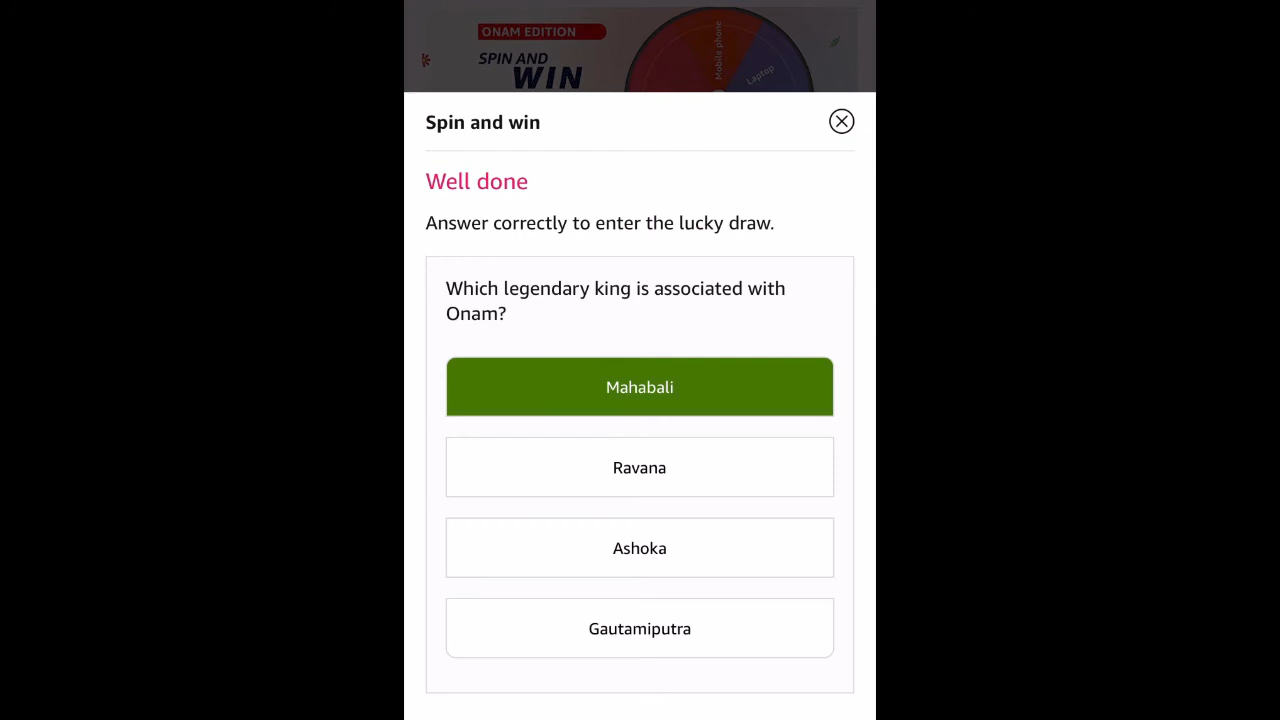 ONAM EDITION
SPIN AND
WIN
Mobile phone
Laptop
Spin and win
Well done
Answer correctly to enter the lucky draw.
Which legendary king is associated with
Onam?
Mahabali
Ravana
Ashoka
Gautamiputra